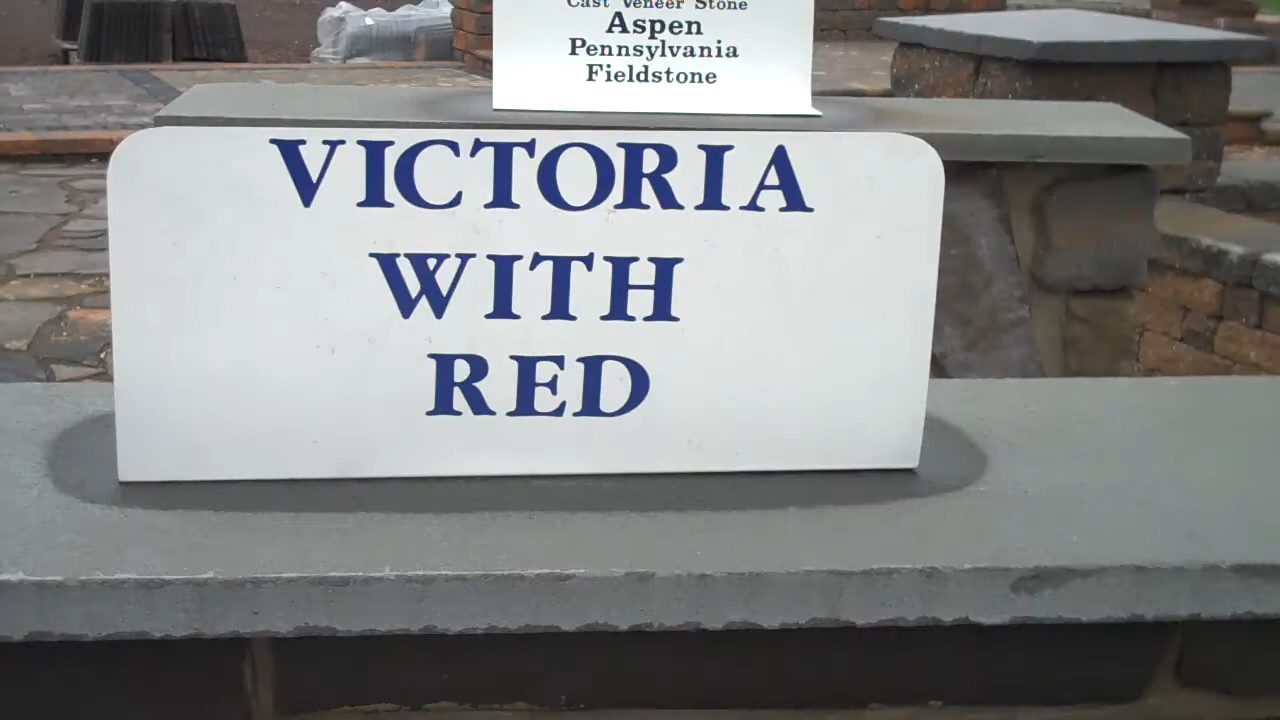 Cast Veneer Stone
Aspen
Pennsylvania
Fieldstone
VICTORIA
WITH
RED